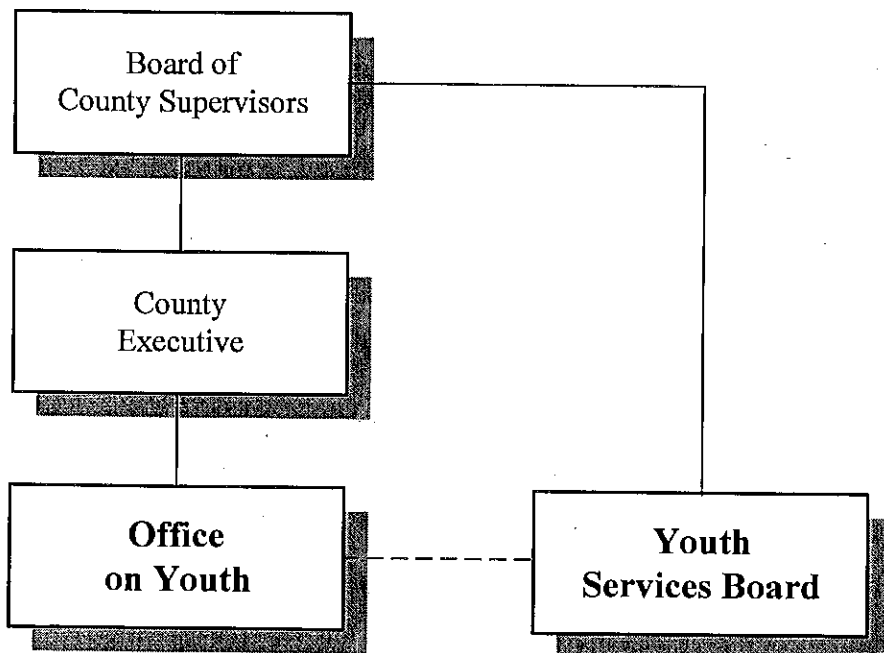 Board of
County Supervisors
County
Executive
Office
on Youth
Youth
Services Board